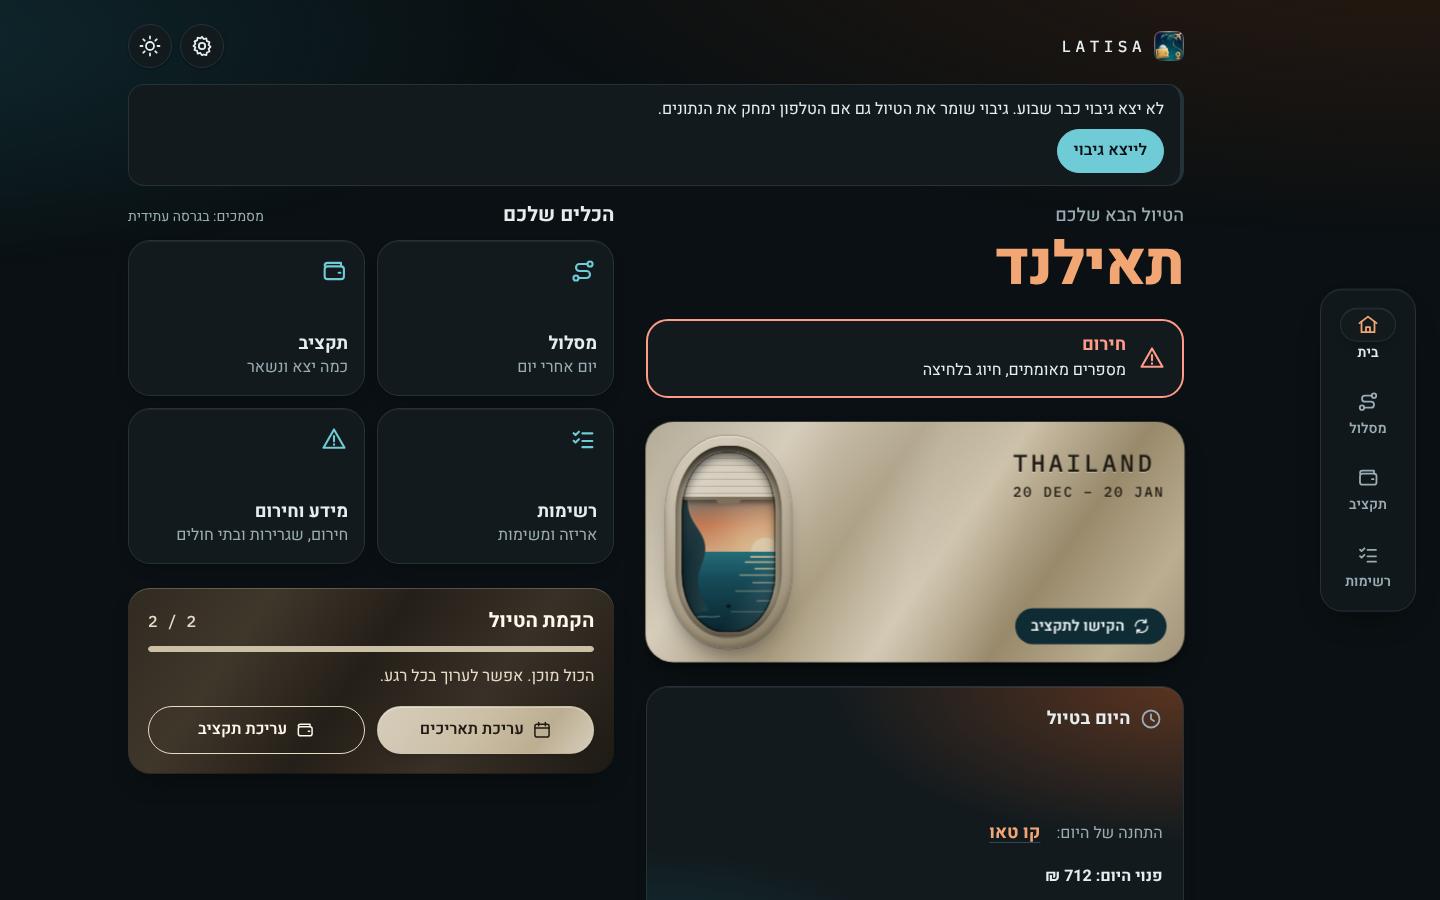 LATISA
לא יצא גיבוי כבר שבוע. גיבוי שומר את הטיול גם אם הטלפון ימחק את הנתונים.
לייצא גיבוי
הטיול הבא שלכם
תאילנד
חירום
מספרים מאומתים, חיוג בלחיצה
THAILAND
20 DEC – 20 JAN
הקישו לתקציב
היום בטיול
התחנה של היום: קו טאו
פנוי היום: 712 ₪
הכלים שלכם
מסמכים: בגרסה עתידית
מסלול
יום אחרי יום
תקציב
כמה יצא ונשאר
רשימות
אריזה ומשימות
מידע וחירום
חירום, שגרירות ובתי חולים
הקמת הטיול
2 / 2
הכול מוכן. אפשר לערוך בכל רגע.
עריכת תאריכים
עריכת תקציב
בית
מסלול
תקציב
רשימות